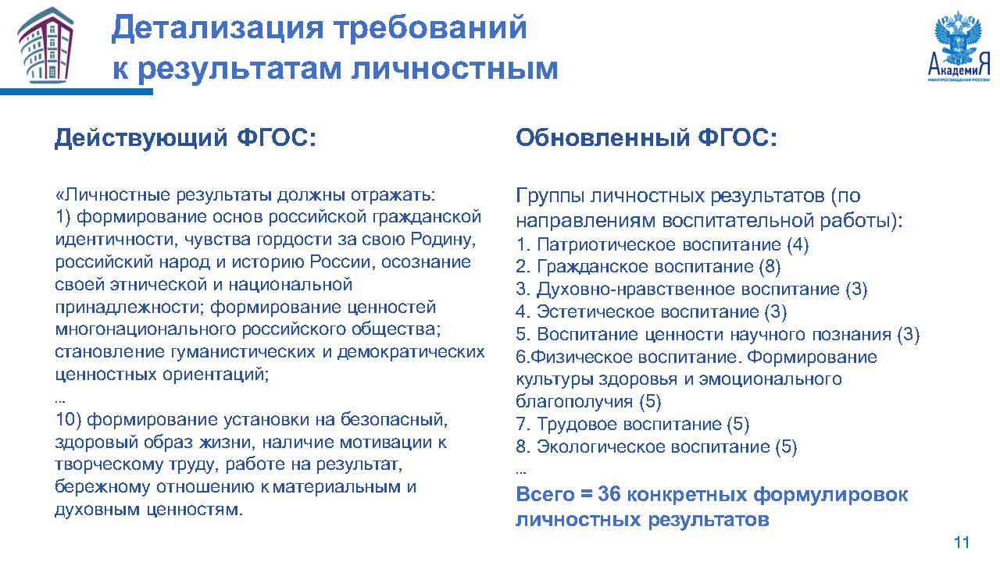 Детализация требований
к результатам личностным
АкадемиЯ
МИНПРОСВЕЩЕНИЯ РОССИИ
Действующий ФГОС:
«Личностные результаты должны отражать:
1) формирование основ российской гражданской
идентичности, чувства гордости за свою Родину,
российский народ и историю России, осознание
своей этнической и национальной
принадлежности; формирование ценностей
многонационального российского общества;
становление гуманистических и демократических
ценностных ориентаций;
...
10) формирование установки на безопасный,
здоровый образ жизни, наличие мотивации к
творческому труду, работе на результат,
бережному отношению к материальным и
духовным ценностям.
Обновленный ФГОС:
Группы личностных результатов (по
направлениям воспитательной работы):
1. Патриотическое воспитание (4)
2. Гражданское воспитание (8)
3. Духовно-нравственное воспитание (3)
4. Эстетическое воспитание (3)
5. Воспитание ценности научного познания (3)
6.Физическое воспитание. Формирование
культуры здоровья и эмоционального
благополучия (5)
7. Трудовое воспитание (5)
8. Экологическое воспитание (5)
...
Всего = 36 конкретных формулировок
личностных результатов
11